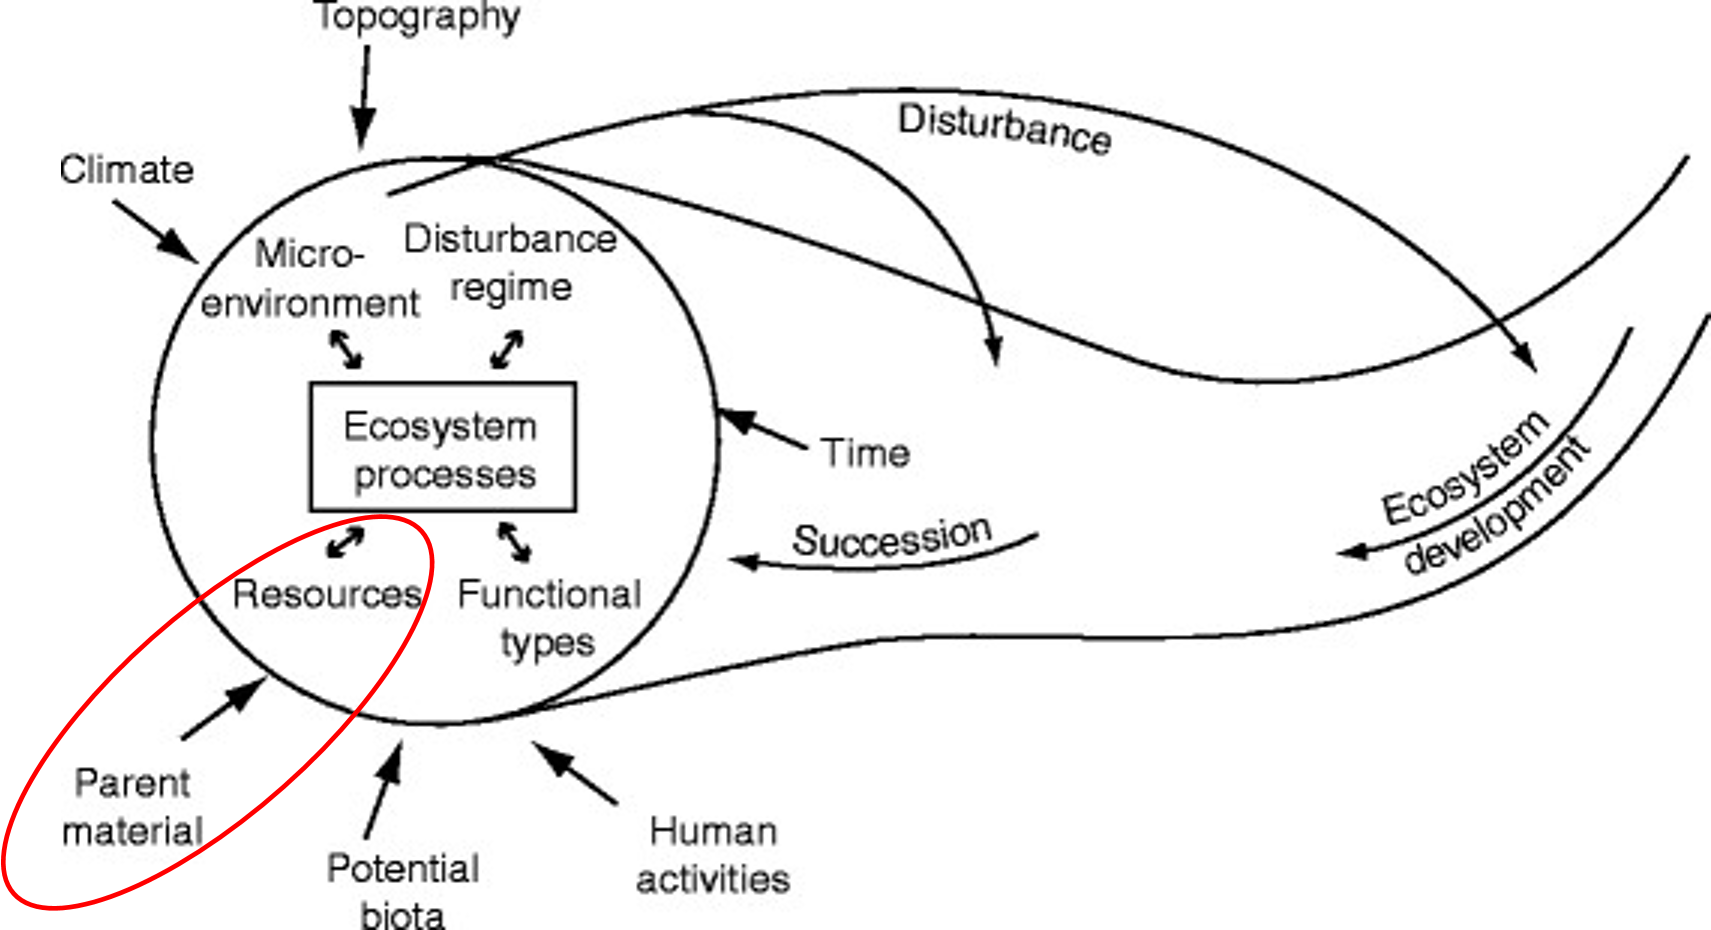 Topography
Climate
Disturbance
Micro-
environment
Disturbance
regime
Ecosystem
processes
Time
Succession
Ecosystem
development
Resources
Functional
types
Parent
material
Potential
biota
Human
activities